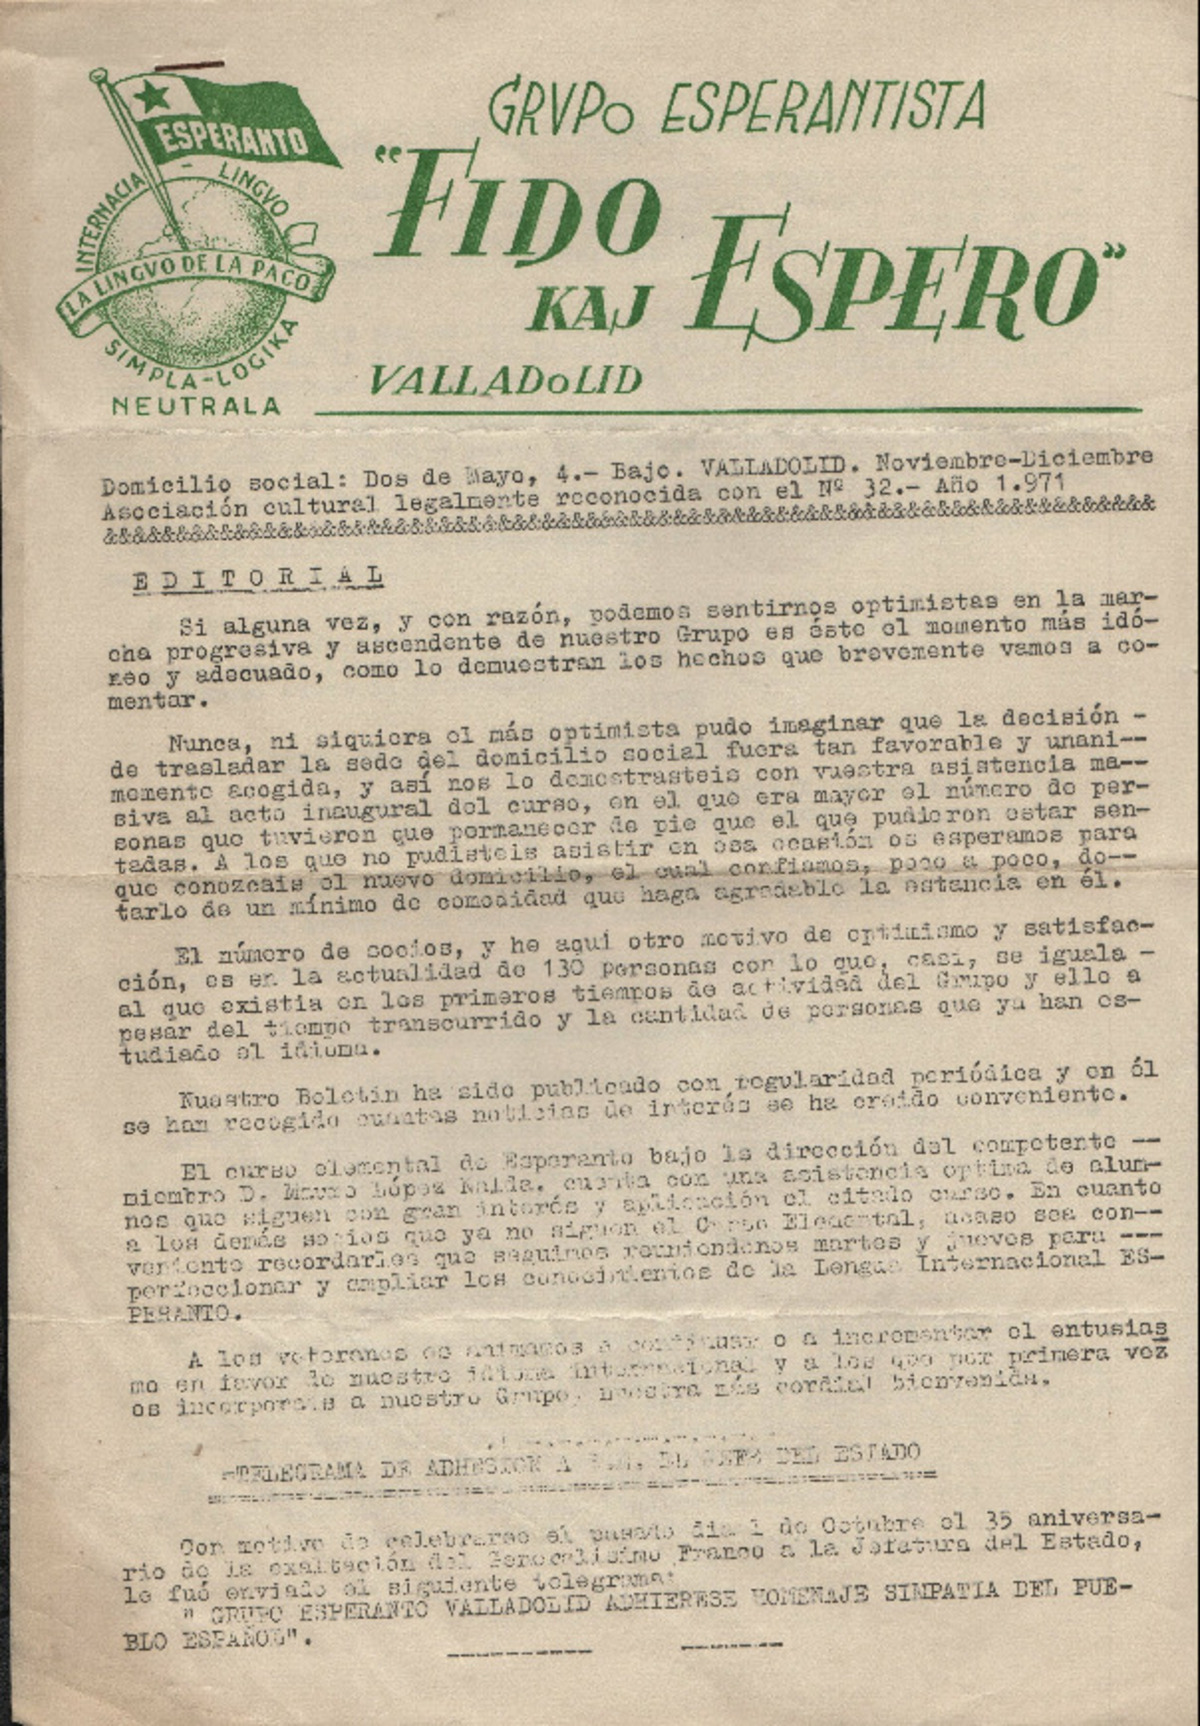 ESPERANTO
INTERNACIA - LINGVO
LA LINGVO DE LA PACO
SIMPLA-LOGIKA
NEUTRALA
GRVPO ESPERANTISTA
"FIDO
KAJ ESPERO"
VALLADOLID
Domicilio social: Dos de Mayo, 4.- Bajo. VALLADOLID. Noviembre-Diciembre
Asociación cultural legalmente reconocida con el Nº 32.- Año 1.971
&&&&&&&&&&&&&&&&&&&&&&&&&&&&&&&&&&&&&&&&&&&&&&&&&&&&&&&&&&&&&&&&&&&&&&&&
E D I T O R I A L
Si alguna vez, y con razón, podemos sentirnos optimistas en la mar-
cha progresiva y ascendente de nuestro Grupo es éste el momento más idó-
neo y adecuado, como lo demuestran los hechos que brevemente vamos a co-
mentar.
Nunca, ni siquiera el más optimista pudo imaginar que la decisión -
de trasladar la sede del domicilio social fuera tan favorable y unani--
memente acogida, y así nos lo demostrasteis con vuestra asistencia ma--
siva al acto inaugural del curso, en el que era mayor el número de per-
sonas que tuvieron que permanecer de pie que el que pudieron estar sen-
tadas. A los que no pudisteis asistir en esa ocasión os esperamos para
que conozcais el nuevo domicilio, el cual confiamos, poco a poco, do--
tarlo de un mínimo de comodidad que haga agradable la estancia en él.
El número de socios, y he aqui otro motivo de optimismo y satisfac-
ción, es en la actualidad de 130 personas con lo que, casi, se iguala -
al que existia en los primeros tiempos de actividad del Grupo y ello a
pesar del tiempo transcurrido y la cantidad de personas que ya han es-
tudiado el idioma.
Nuestro Boletin ha sido publicado con regularidad periódica y en él
se han recogido cuantas noticias de interés se ha creido conveniente.
El curso elemental de Esperanto bajo la dirección del competente --
miembro D. Mauro López Nalda. cuenta con una asistencia optima de alum-
nos que siguen con gran interés y aplicación el citado curso. En cuanto
a los demás socios que ya no siguen el Curso Elemental, acaso sea con--
veniente recordarles que seguimos reuniendonos martes y jueves para ---
perfeccionar y ampliar los conocimientos de la Lengua Internacional ES-
PERANTO.
A los veteranos os animamos a continuar o a incrementar el entusias
mo en favor de nuestro idioma internacional y a los que por primera vez
os incorporais a nuestro Grupo, nuestra más cordial bienvenida.
=TELEGRAMA DE ADHESION A S.E. EL JEFE DEL ESTADO
Con motivo de celebrarse el pasado dia 1 de Octubre el 35 aniversa-
rio de la exaltación del Generalisimo Franco a la Jefatura del Estado,
le fué enviado el siguiente telegrama:
" GRUPO ESPERANTO VALLADOLID ADHIERESE HOMENAJE SIMPATIA DEL PUE-
BLO ESPAÑOL".